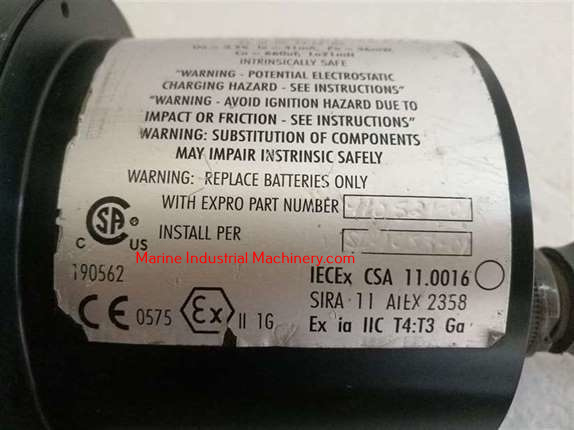 INTRINSICALLY SAFE
"WARNING - POTENTIAL ELECTROSTATIC
CHARGING HAZARD - SEE INSTRUCTIONS"
"WARNING - AVOID IGNITION HAZARD DUE TO
IMPACT OR FRICTION - SEE INSTRUCTIONS"
WARNING: SUBSTITUTION OF COMPONENTS
MAY IMPAIR INSTRINSIC SAFELY
WARNING: REPLACE BATTERIES ONLY
WITH EXPRO PART NUMBER
INSTALL PER
SA
C US
Marine Industrial Machinery.com
190562
IECEx CSA 11.0016
SIRA 11 ATEX 2358
CE 0575 Ex II 1G
Ex ia IIC T4:T3 Ga